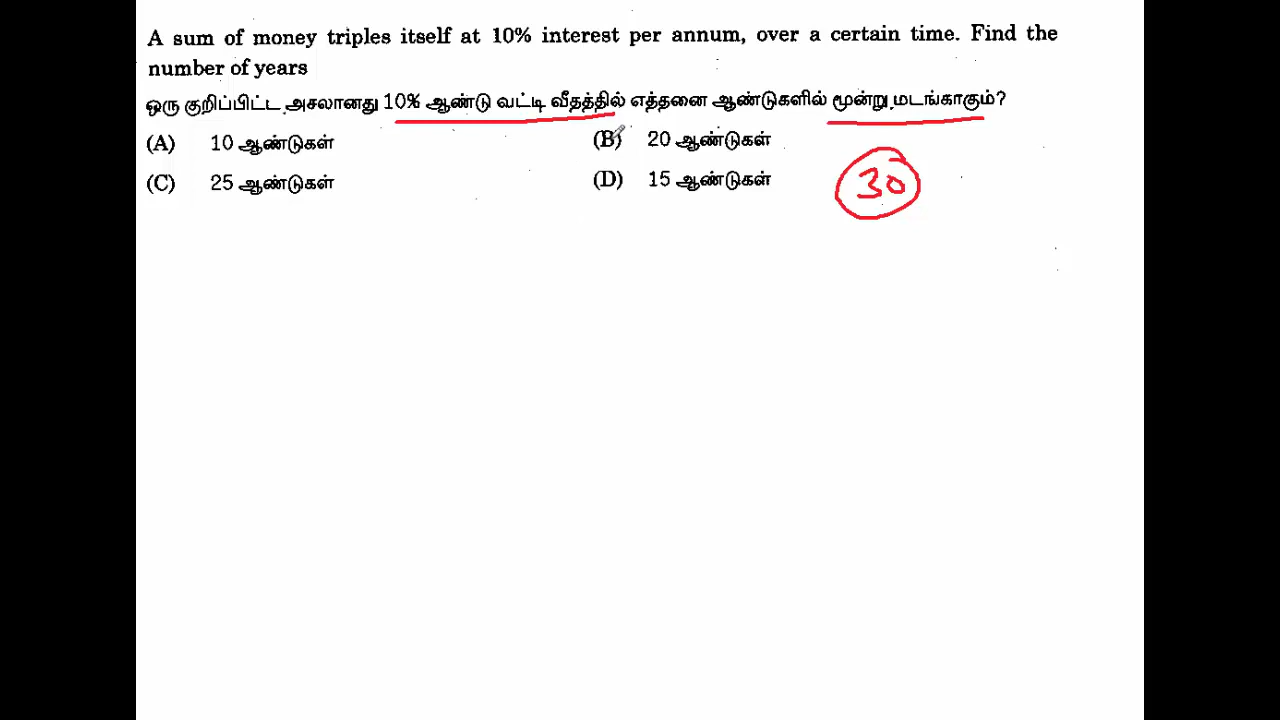 A sum of money triples itself at 10% interest per annum, over a certain time. Find the
number of years
ஒரு குறிப்பிட்ட அசலானது 10% ஆண்டு வட்டி வீதத்தில் எத்தனை ஆண்டுகளில் மூன்று மடங்காகும்?
(A) 10 ஆண்டுகள் (B) 20 ஆண்டுகள்
(C) 25 ஆண்டுகள் (D) 15 ஆண்டுகள்
30